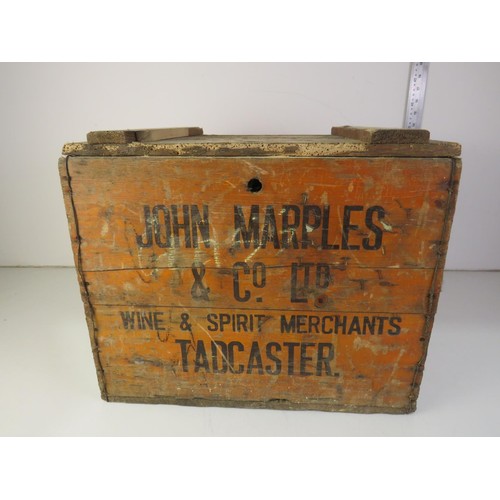 JOHN MARPLES
& Co LTD
WINE & SPIRIT MERCHANTS
TADCASTER.